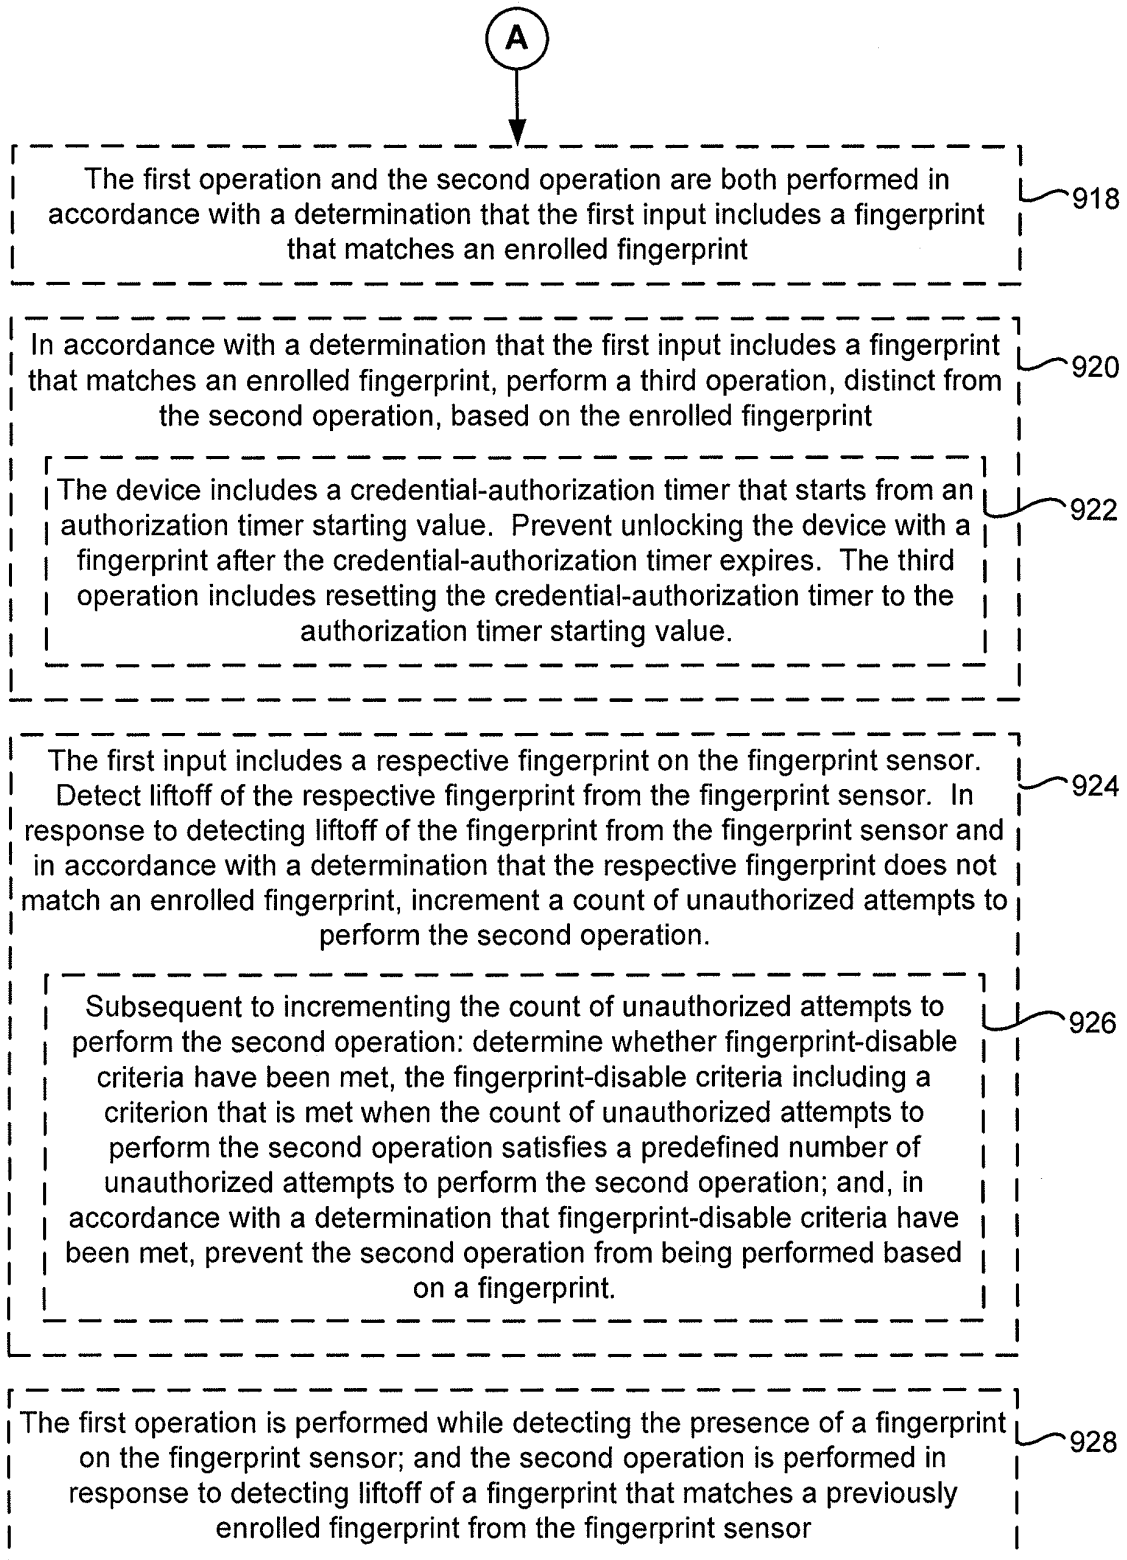 A
The first operation and the second operation are both performed in
accordance with a determination that the first input includes a fingerprint
that matches an enrolled fingerprint
918
In accordance with a determination that the first input includes a fingerprint
that matches an enrolled fingerprint, perform a third operation, distinct from
the second operation, based on the enrolled fingerprint
920
The device includes a credential-authorization timer that starts from an
authorization timer starting value. Prevent unlocking the device with a
fingerprint after the credential-authorization timer expires. The third
operation includes resetting the credential-authorization timer to the
authorization timer starting value.
922
The first input includes a respective fingerprint on the fingerprint sensor.
Detect liftoff of the respective fingerprint from the fingerprint sensor. In
response to detecting liftoff of the fingerprint from the fingerprint sensor and
in accordance with a determination that the respective fingerprint does not
match an enrolled fingerprint, increment a count of unauthorized attempts to
perform the second operation.
924
Subsequent to incrementing the count of unauthorized attempts to
perform the second operation: determine whether fingerprint-disable
criteria have been met, the fingerprint-disable criteria including a
criterion that is met when the count of unauthorized attempts to
perform the second operation satisfies a predefined number of
unauthorized attempts to perform the second operation; and, in
accordance with a determination that fingerprint-disable criteria have
been met, prevent the second operation from being performed based
on a fingerprint.
926
The first operation is performed while detecting the presence of a fingerprint
on the fingerprint sensor; and the second operation is performed in
response to detecting liftoff of a fingerprint that matches a previously
enrolled fingerprint from the fingerprint sensor
928